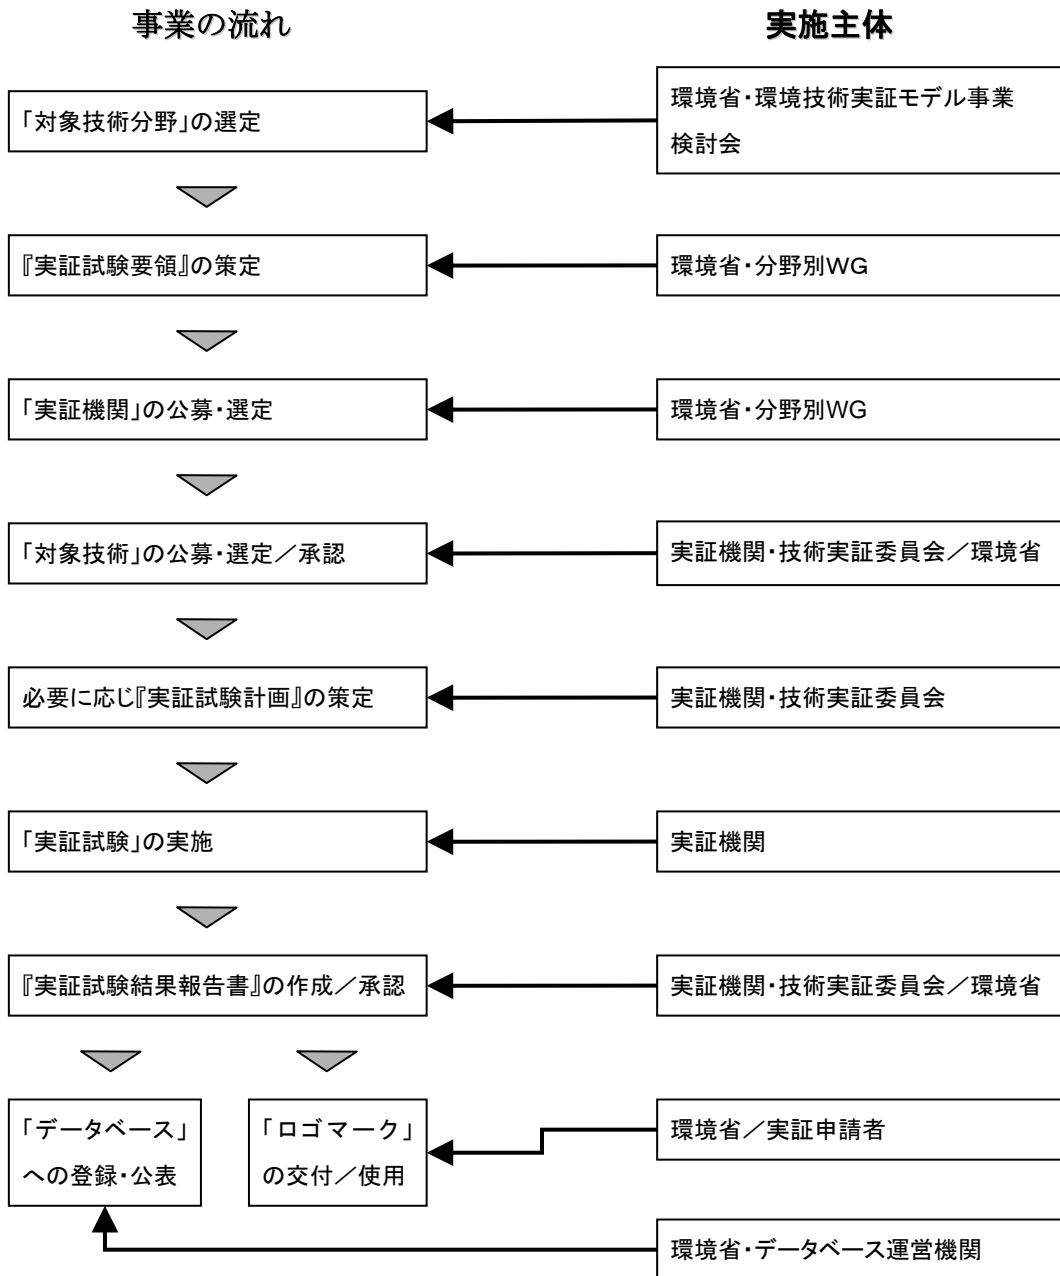 事業の流れ
実施主体
「対象技術分野」の選定
環境省・環境技術実証モデル事業
検討会
『実証試験要領』の策定
環境省・分野別WG
「実証機関」の公募・選定
環境省・分野別WG
「対象技術」の公募・選定／承認
実証機関・技術実証委員会／環境省
必要に応じ『実証試験計画』の策定
実証機関・技術実証委員会
「実証試験」の実施
実証機関
『実証試験結果報告書』の作成／承認
実証機関・技術実証委員会／環境省
「データベース」
への登録・公表
「ロゴマーク」
の交付／使用
環境省／実証申請者
環境省・データベース運営機関